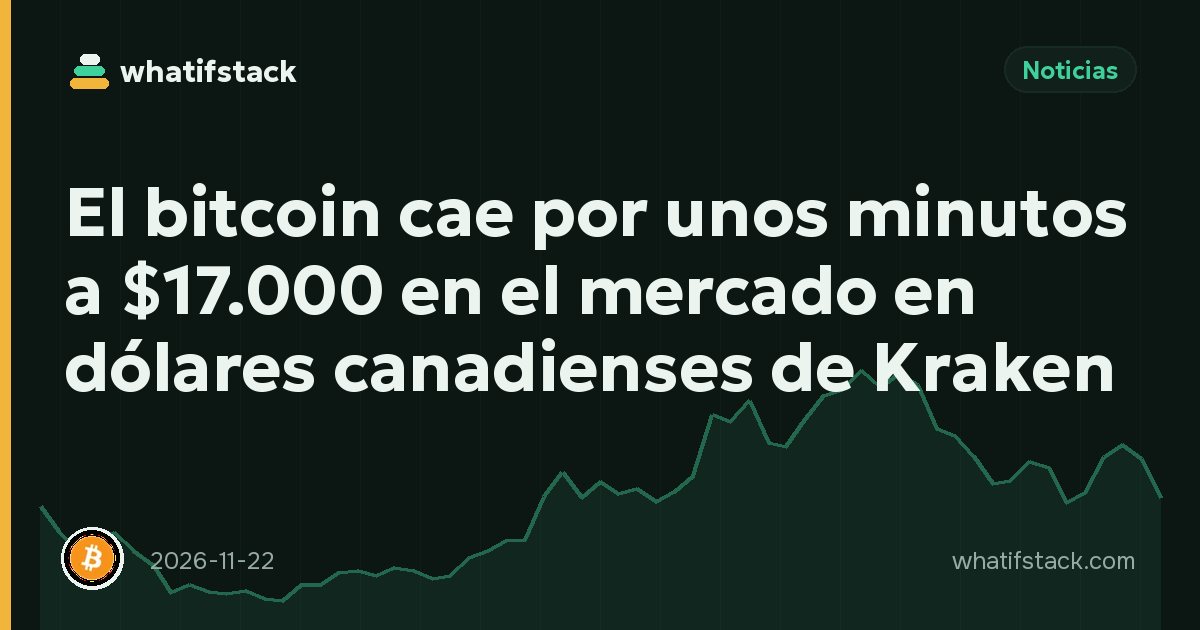 whatifstack
Noticias
El bitcoin cae por unos minutos
a $17.000 en el mercado en
dólares canadienses de Kraken
2026-11-22
whatifstack.com